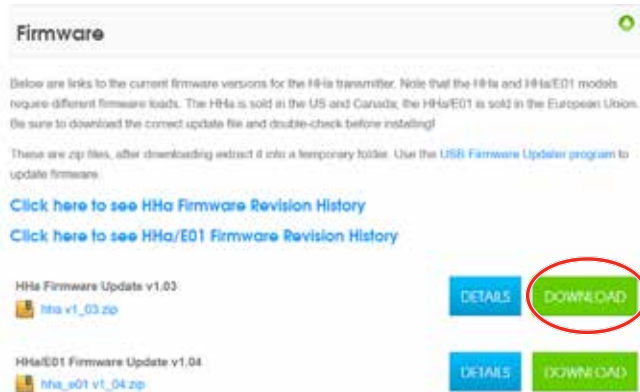 Firmware
Below are links to the current firmware versions for the HHa transmitter. Note that the HHa and HHa/E01 models
require different firmware loads. The HHa is sold in the US and Canada; the HHa/E01 is sold in the European Union.
Be sure to download the correct update file and double-check before installing!
These are zip files, after downloading extract it into a temporary folder. Use the USB Firmware Updater program to
update firmware.
Click here to see HHa Firmware Revision History
Click here to see HHa/E01 Firmware Revision History
HHa Firmware Update v1.03
hha v1_03.zip
DETAILS
DOWNLOAD
HHa/E01 Firmware Update v1.04
hha_e01 v1_04.zip
DETAILS
DOWNLOAD